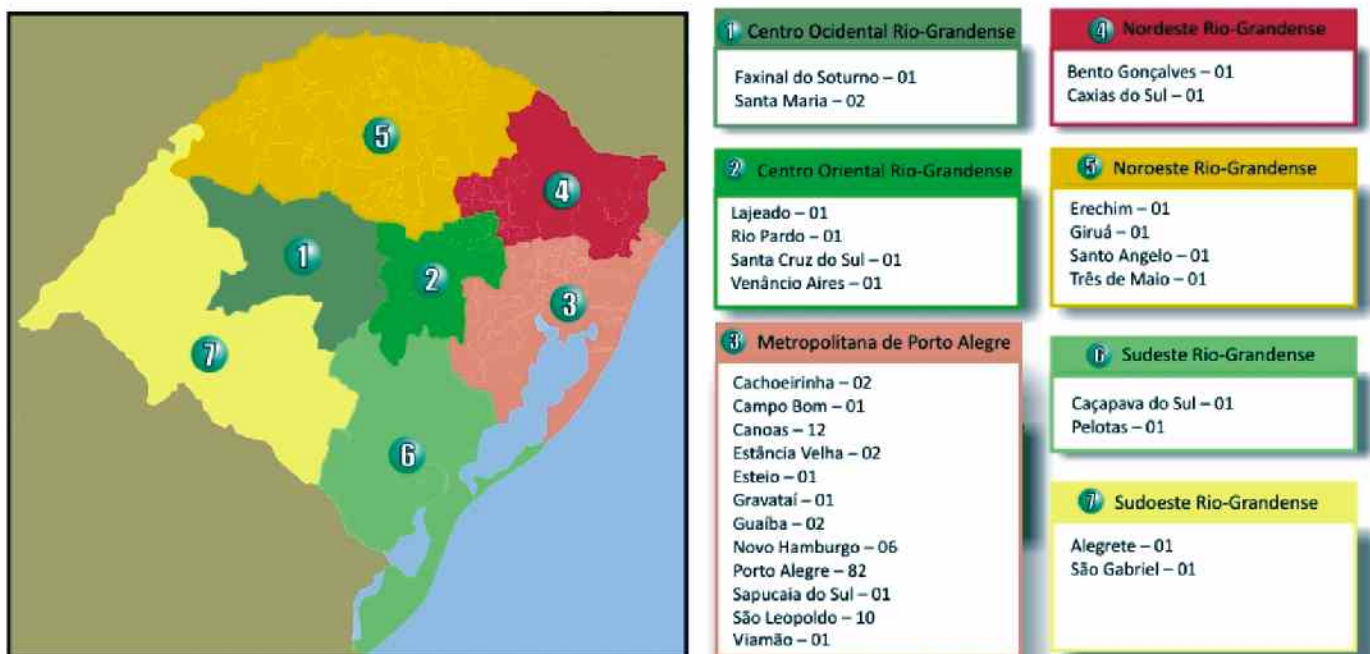 1
2
3
4
5
6
7
1 Centro Ocidental Rio-Grandense
Faxinal do Soturno – 01
Santa Maria – 02
2 Centro Oriental Rio-Grandense
Lajeado – 01
Rio Pardo – 01
Santa Cruz do Sul – 01
Venâncio Aires – 01
3 Metropolitana de Porto Alegre
Cachoeirinha – 02
Campo Bom – 01
Canoas – 12
Estância Velha – 02
Esteio – 01
Gravataí – 01
Guaíba – 02
Novo Hamburgo – 06
Porto Alegre – 82
Sapucaia do Sul – 01
São Leopoldo – 10
Viamão – 01
4 Nordeste Rio-Grandense
Bento Gonçalves – 01
Caxias do Sul – 01
5 Noroeste Rio-Grandense
Erechim – 01
Giruá – 01
Santo Angelo – 01
Três de Maio – 01
6 Sudeste Rio-Grandense
Caçapava do Sul – 01
Pelotas – 01
7 Sudoeste Rio-Grandense
Alegrete – 01
São Gabriel – 01